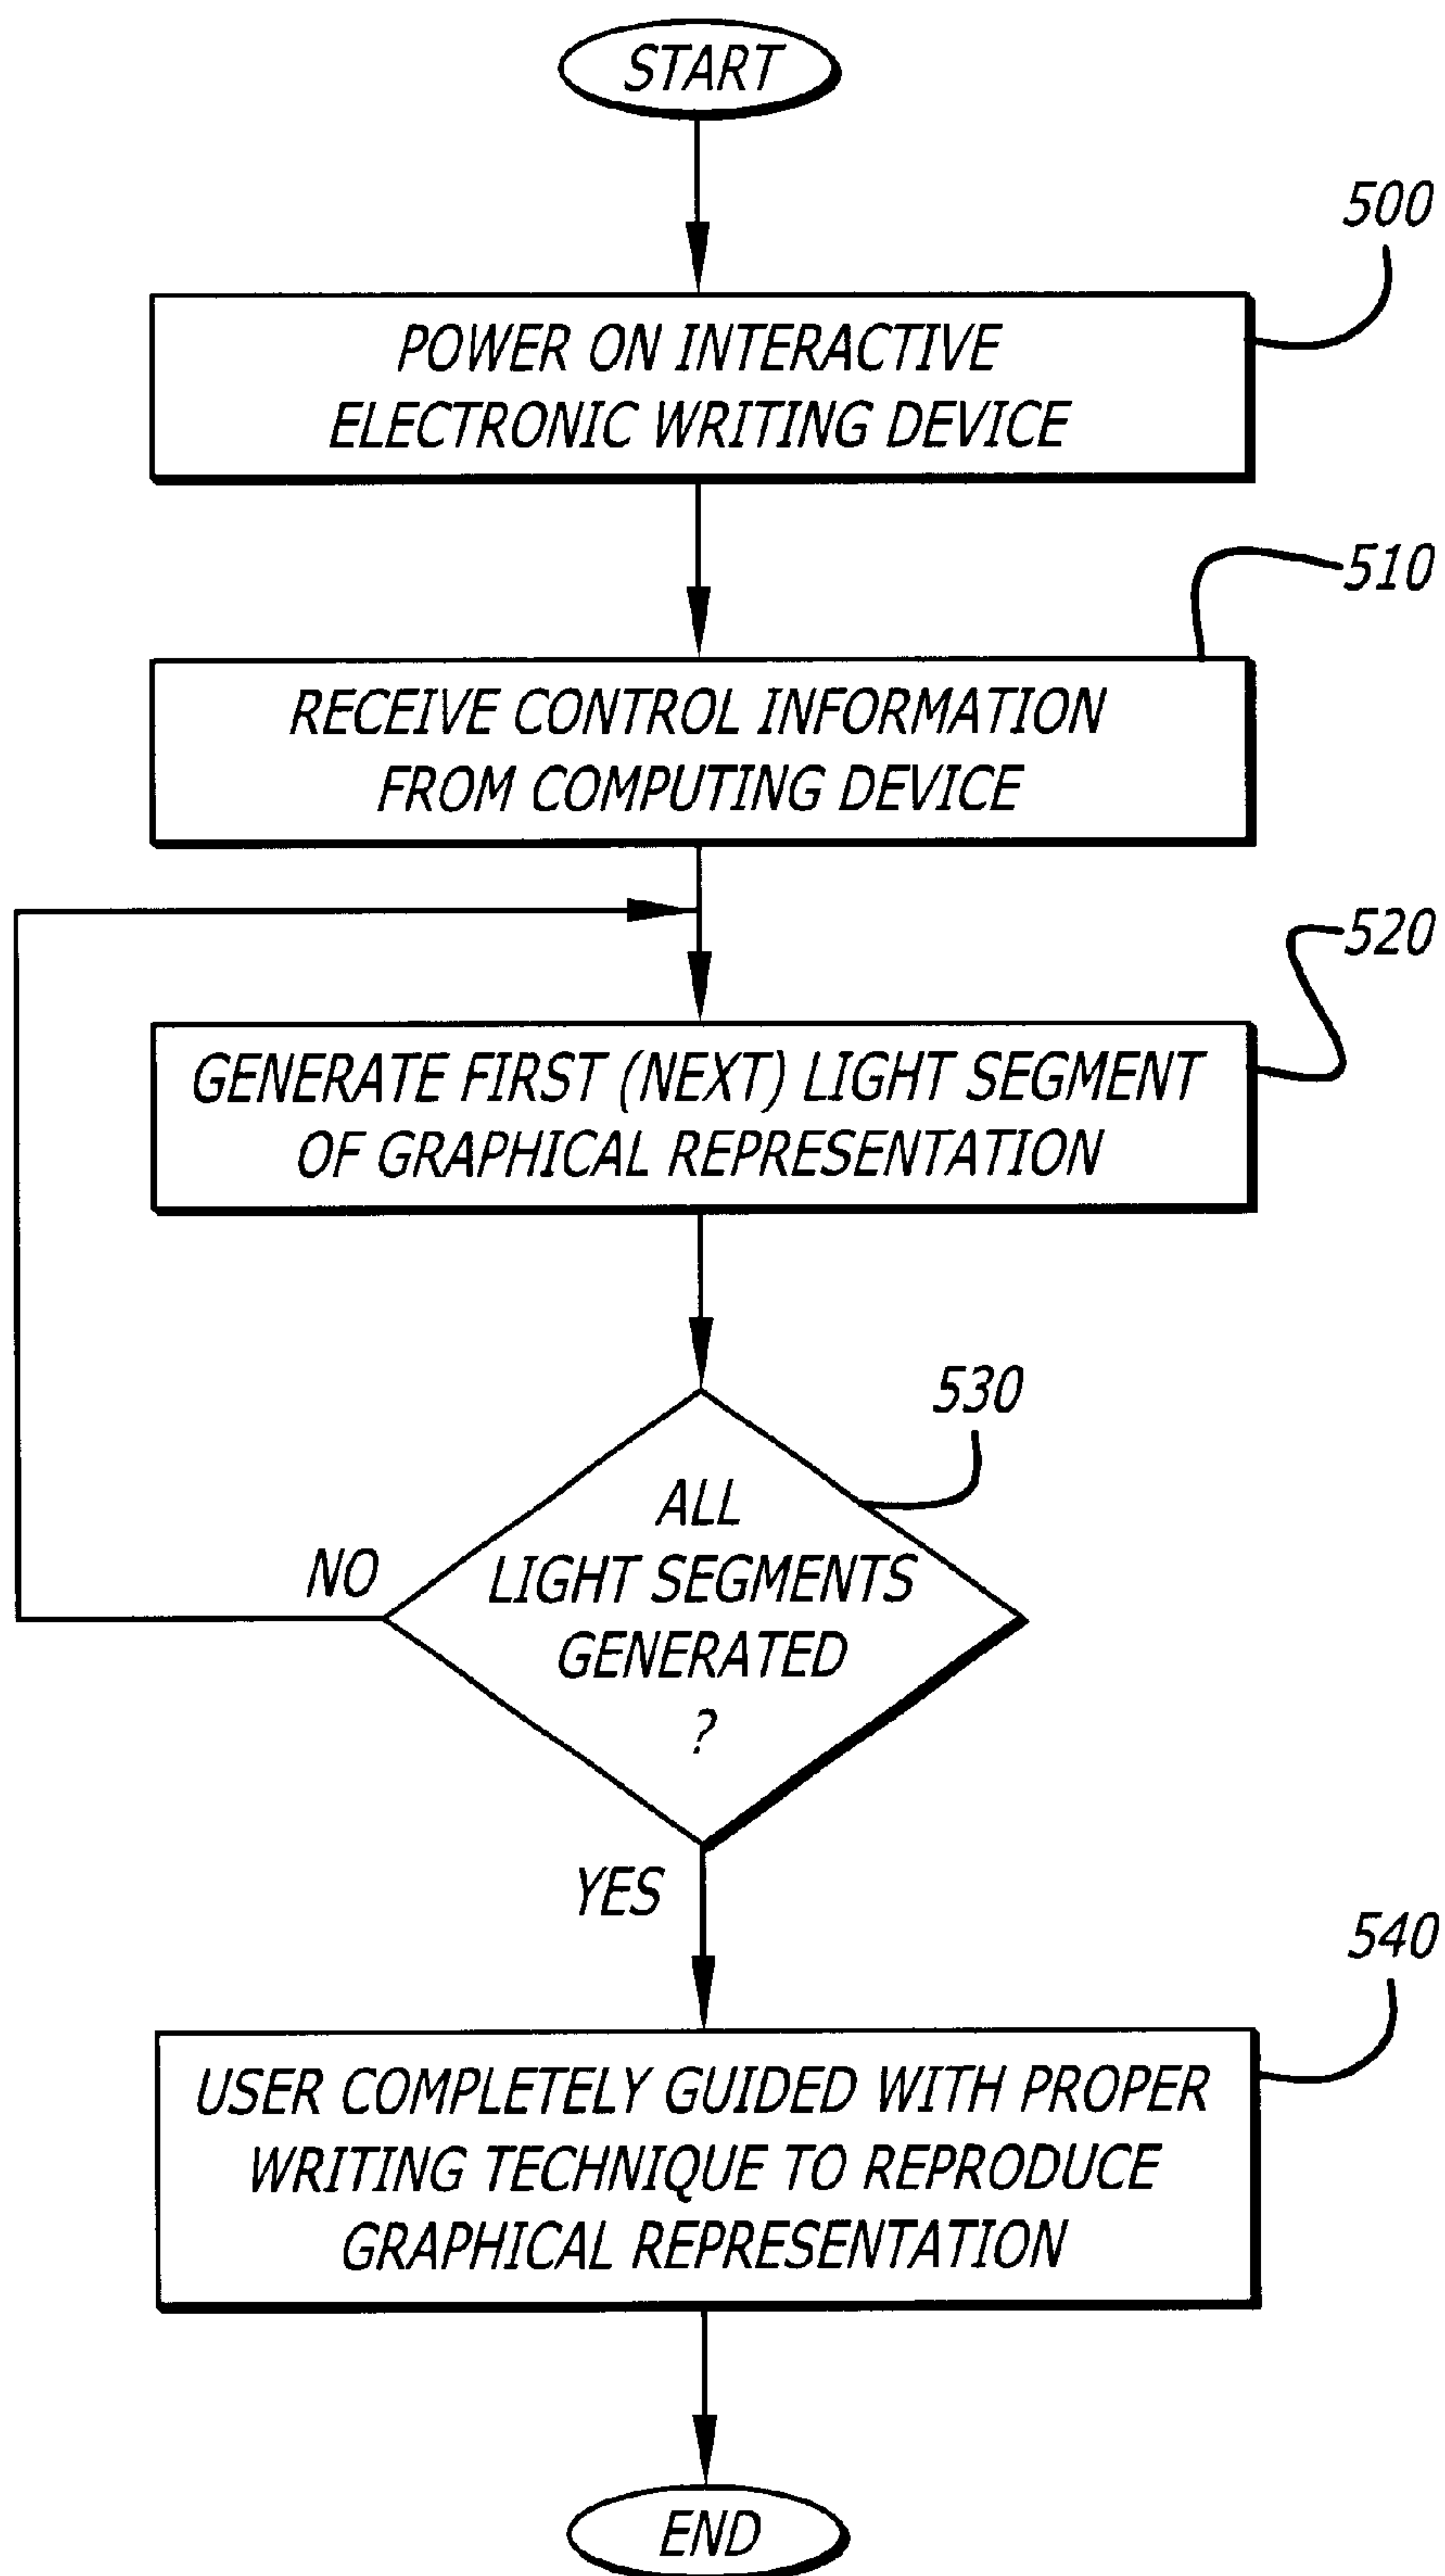 START
500
POWER ON INTERACTIVE
ELECTRONIC WRITING DEVICE
510
RECEIVE CONTROL INFORMATION
FROM COMPUTING DEVICE
520
GENERATE FIRST (NEXT) LIGHT SEGMENT
OF GRAPHICAL REPRESENTATION
530
ALL
LIGHT SEGMENTS
GENERATED
?
NO
YES
540
USER COMPLETELY GUIDED WITH PROPER
WRITING TECHNIQUE TO REPRODUCE
GRAPHICAL REPRESENTATION
END